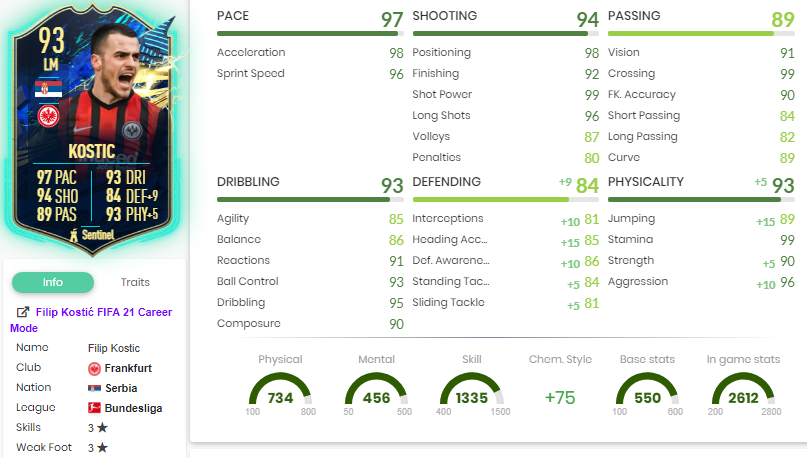 93
LM
KOSTIC
97 PAC 93 DRI
94 SHO 84 DEF+9
89 PAS 93 PHY+5
Sentinel
Info Traits
Filip Kostić FIFA 21 Career
Mode
Name Filip Kostic
Club Frankfurt
Nation Serbia
League Bundesliga
Skills 3 ★
Weak Foot 3 ★
PACE 97
Acceleration 98
Sprint Speed 96
SHOOTING 94
Positioning 98
Finishing 92
Shot Power 99
Long Shots 96
Volleys 87
Penalties 80
PASSING 89
Vision 91
Crossing 99
FK. Accuracy 90
Short Passing 84
Long Passing 82
Curve 89
DRIBBLING 93
Agility 85
Balance 86
Reactions 91
Ball Control 93
Dribbling 95
Composure 90
DEFENDING +9 84
Interceptions +10 81
Heading Acc... +15 85
Def. Awarene... +10 86
Standing Tac... +5 84
Sliding Tackle +5 81
PHYSICALITY +5 93
Jumping +15 89
Stamina 99
Strength +5 90
Aggression +10 96
Physical
734
100 800
Mental
456
50 500
Skill
1335
400 1500
Chem. Style
+75
Base stats
550
100 600
In game stats
2612
200 2800